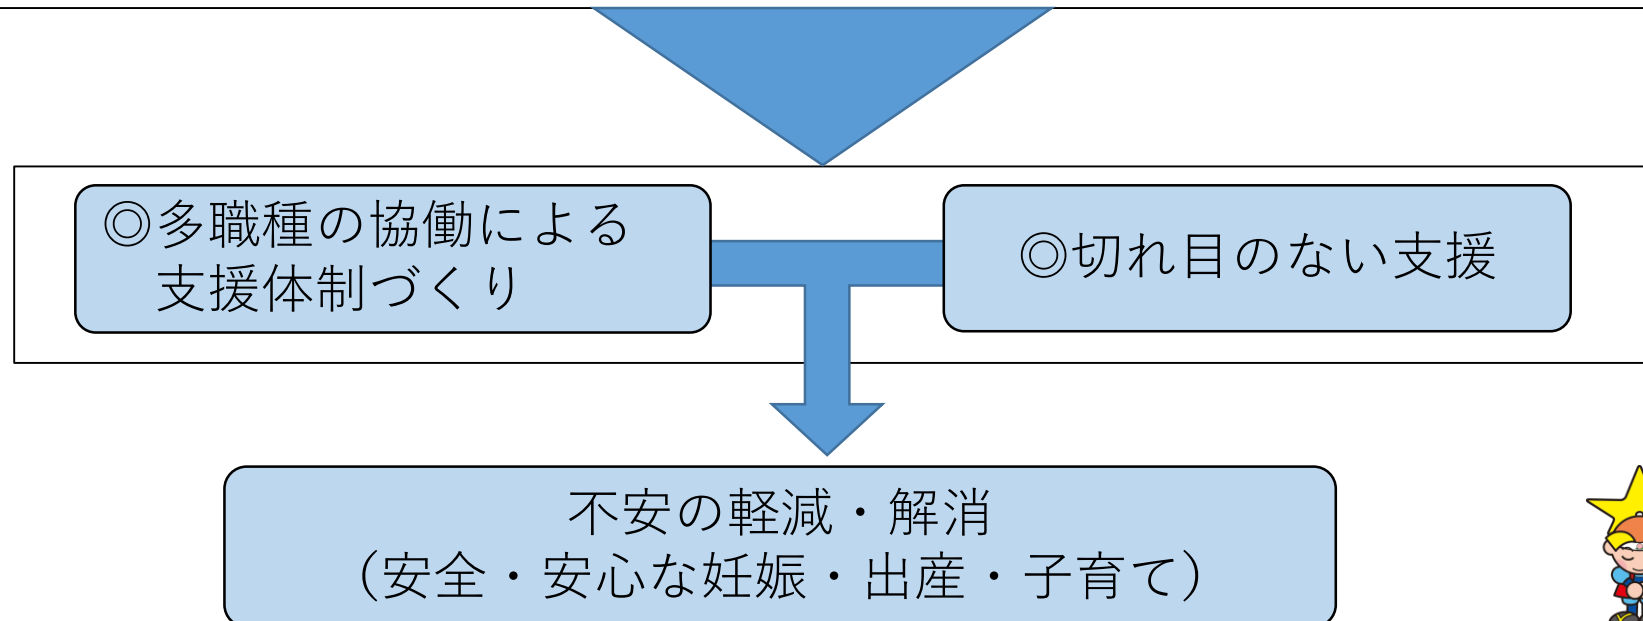 ◎多職種の協働による
支援体制づくり
◎切れ目のない支援
不安の軽減・解消
（安全・安心な妊娠・出産・子育て）